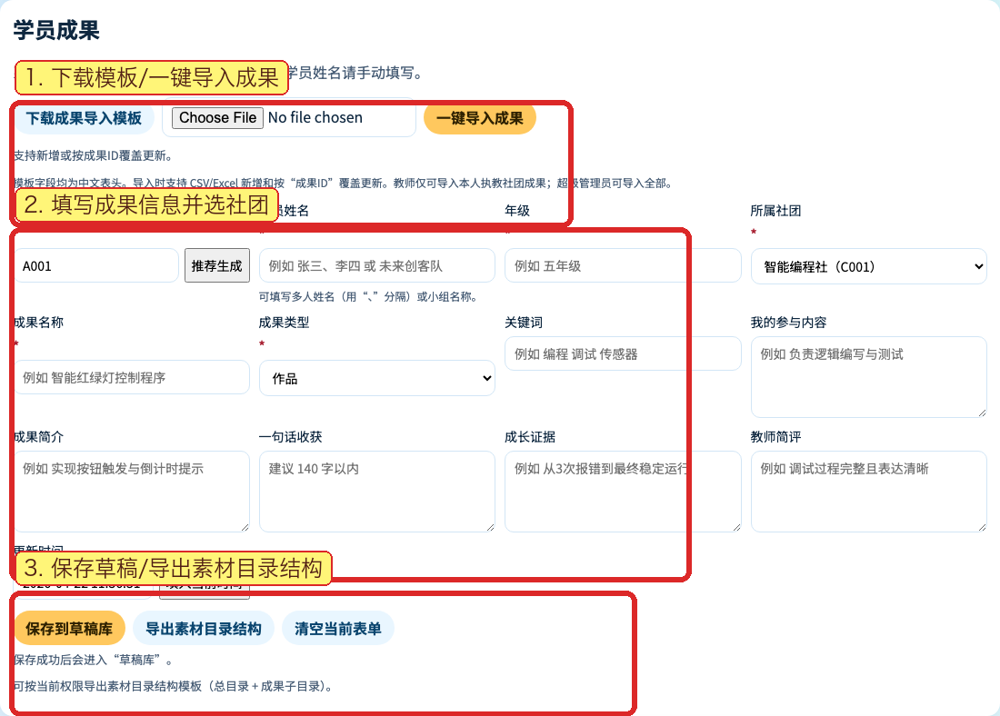 学员成果
1. 下载模板/一键导入成果
学员姓名请手动填写。
下载成果导入模板
Choose File No file chosen
一键导入成果
支持新增或按成果ID覆盖更新。
模板字段均为中文表头。导入时支持 CSV/Excel 新增和按“成果ID”覆盖更新。教师仅可导入本人执教社团成果；超级管理员可导入全部。
2. 填写成果信息并选社团
员姓名
年级
所属社团
*
A001
推荐生成
例如 张三、李四 或 未来创客队
例如 五年级
智能编程社（C001）
可填写多人姓名（用“、”分隔）或小组名称。
成果名称
*
成果类型
*
关键词
我的参与内容
例如 智能红绿灯控制程序
作品
例如 编程 调试 传感器
例如 负责逻辑编写与测试
成果简介
一句话收获
成长证据
教师简评
例如 实现按钮触发与倒计时提示
建议 140 字以内
例如 从3次报错到最终稳定运行
例如 调试过程完整且表达清晰
更新时间
3. 保存草稿/导出素材目录结构
保存到草稿库
导出素材目录结构
清空当前表单
保存成功后会进入“草稿库”。
可按当前权限导出素材目录结构模板（总目录 + 成果子目录）。